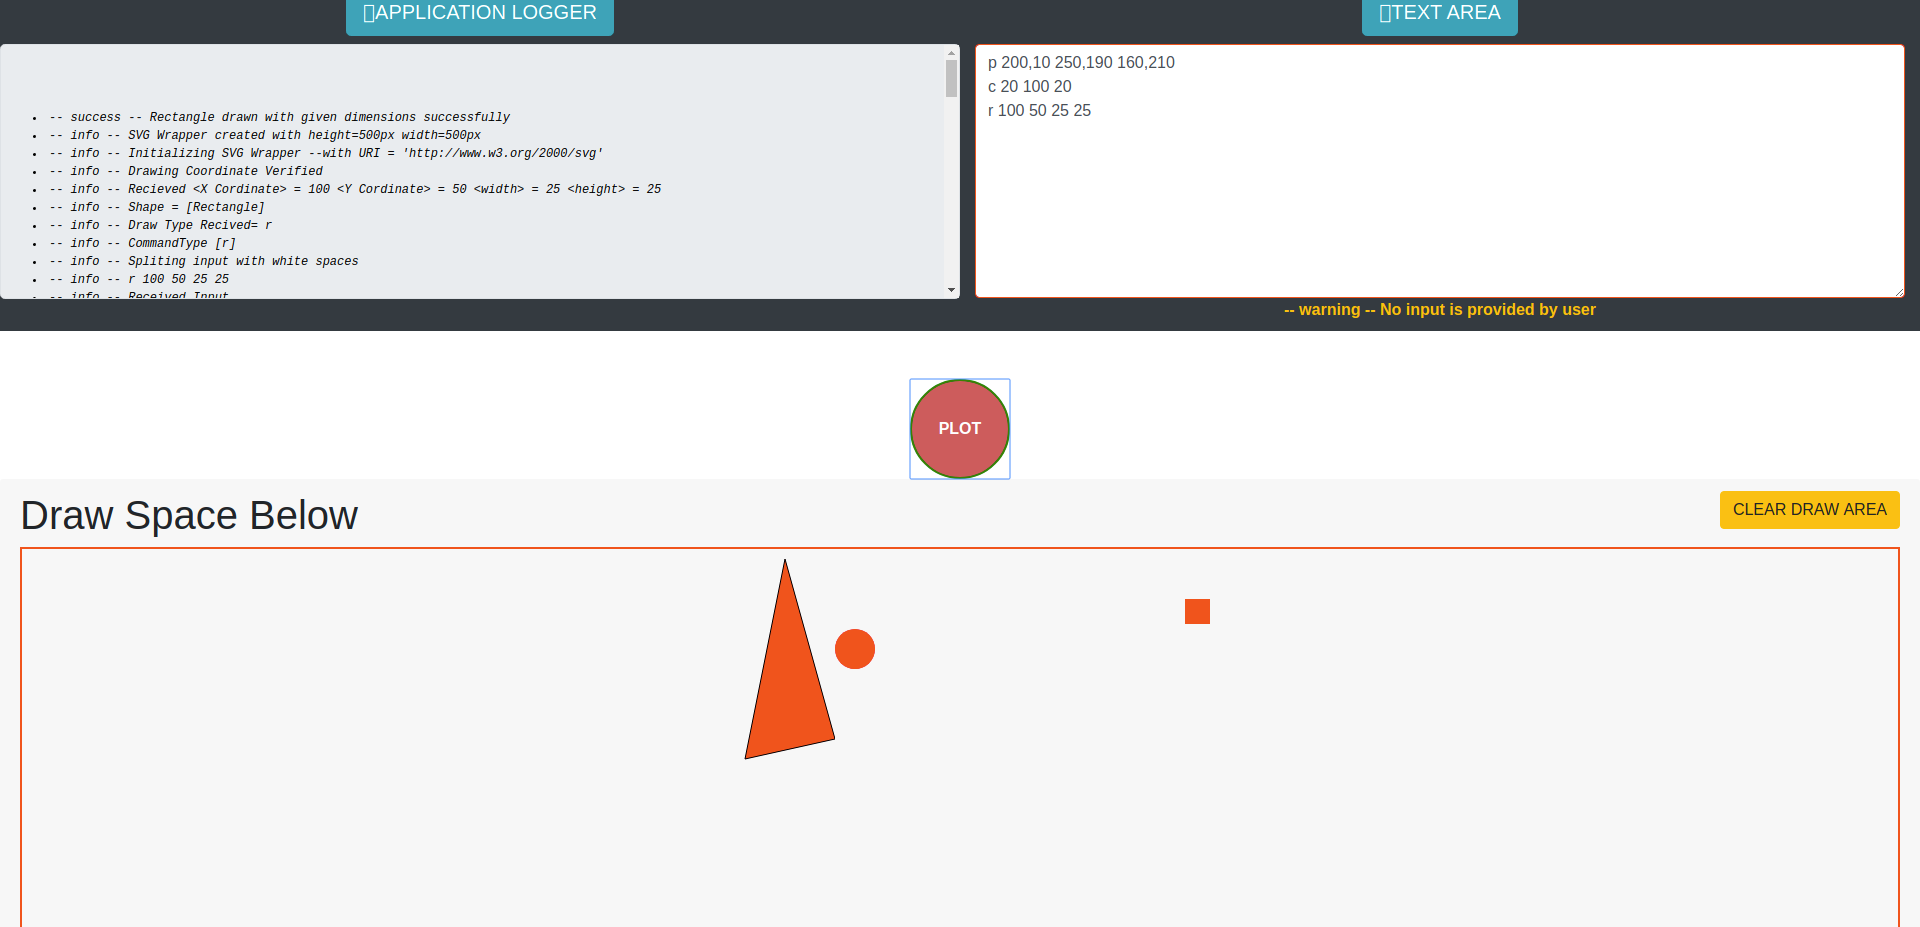 APPLICATION LOGGER
TEXT AREA
-- success -- Rectangle drawn with given dimensions successfully
-- info -- SVG Wrapper created with height=500px width=500px
-- info -- Initializing SVG Wrapper --with URI = 'http://www.w3.org/2000/svg'
-- info -- Drawing Coordinate Verified
-- info -- Recieved <X Cordinate> = 100 <Y Cordinate> = 50 <width> = 25 <height> = 25
-- info -- Shape = [Rectangle]
-- info -- Draw Type Recived= r
-- info -- CommandType [r]
-- info -- Spliting input with white spaces
-- info -- r 100 50 25 25
-- info -- Received Input
p 200,10 250,190 160,210
c 20 100 20
r 100 50 25 25
-- warning -- No input is provided by user
PLOT
Draw Space Below
CLEAR DRAW AREA